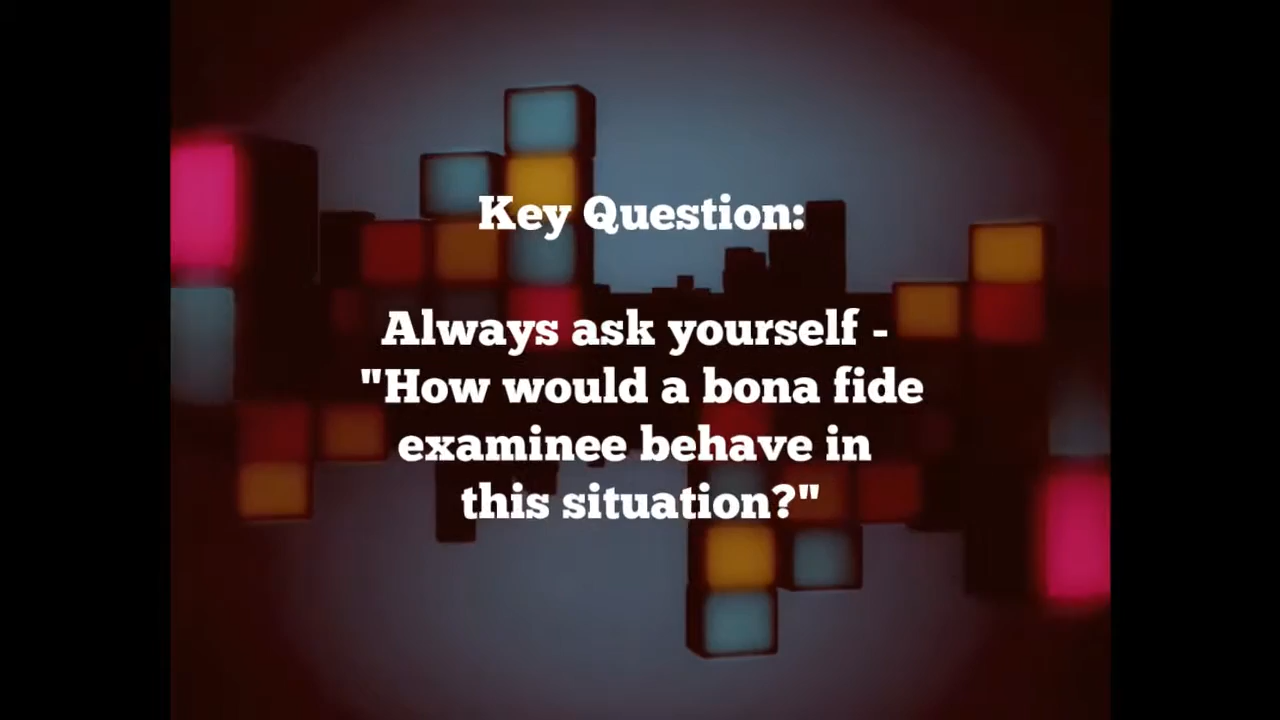 Key Question:
Always ask yourself -
"How would a bona fide
examinee behave in
this situation?"